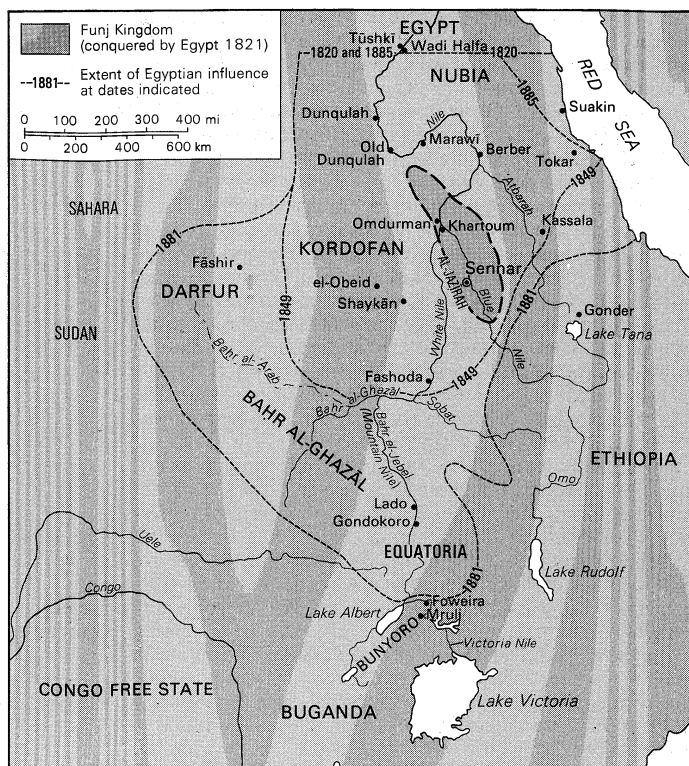 Funj Kingdom
(conquered by Egypt 1821)
--1881-- Extent of Egyptian influence
at dates indicated
0 100 200 300 400 mi
0 200 400 600 km
EGYPT
Tūshkī
Wadi Halfa
1820 and 1885
1820
NUBIA
1885
RED SEA
Suakin
Dunqulah
Nile
Marawī
Old
Dunqulah
Berber
Tokar
Atbarah
1849
SAHARA
Omdurman
Khartoum
Kassala
1881
KORDOFAN
Fāshir
DARFUR
el-Obeid
Shaykān
AL-JAZIRAH
Sennar
Blue
Nile
1881
Gonder
Lake Tana
1849
SUDAN
White Nile
Bahr al-Arab
Fashoda
1849
Bahr al-Ghazal
Sobat
BAHR AL-GHAZĀL
Bahr el-Jebel
(Mountain Nile)
ETHIOPIA
Omo
Lado
Gondokoro
Uele
EQUATORIA
Lake Rudolf
1881
Congo
Lake Albert
Foweira
Mruli
BUNYORO
Victoria Nile
CONGO FREE STATE
BUGANDA
Lake Victoria